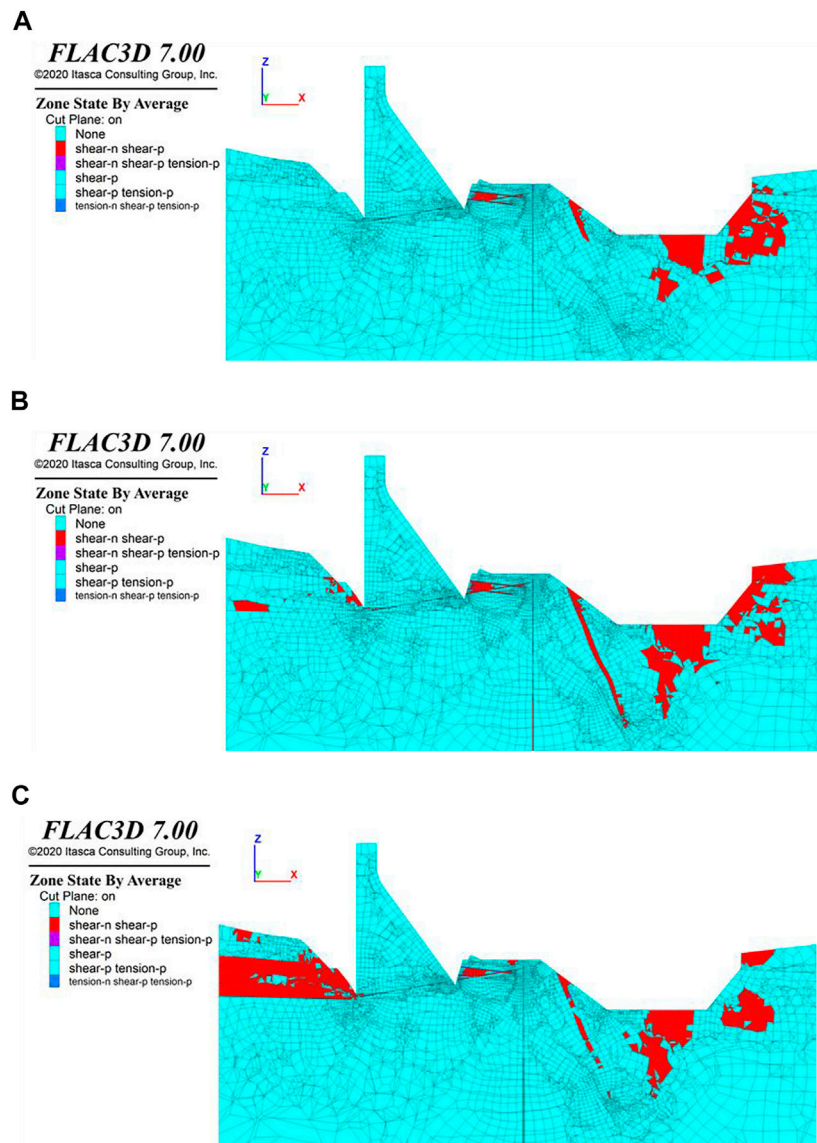 A
FLAC3D 7.00
©2020 Itasca Consulting Group, Inc.
Zone State By Average
Cut Plane: on
None
shear-n shear-p
shear-n shear-p tension-p
shear-p
shear-p tension-p
tension-n shear-p tension-p
Z
Y
X
B
FLAC3D 7.00
©2020 Itasca Consulting Group, Inc.
Zone State By Average
Cut Plane: on
None
shear-n shear-p
shear-n shear-p tension-p
shear-p
shear-p tension-p
tension-n shear-p tension-p
Z
Y
X
C
FLAC3D 7.00
©2020 Itasca Consulting Group, Inc.
Zone State By Average
Cut Plane: on
None
shear-n shear-p
shear-n shear-p tension-p
shear-p
shear-p tension-p
tension-n shear-p tension-p
Z
Y
X